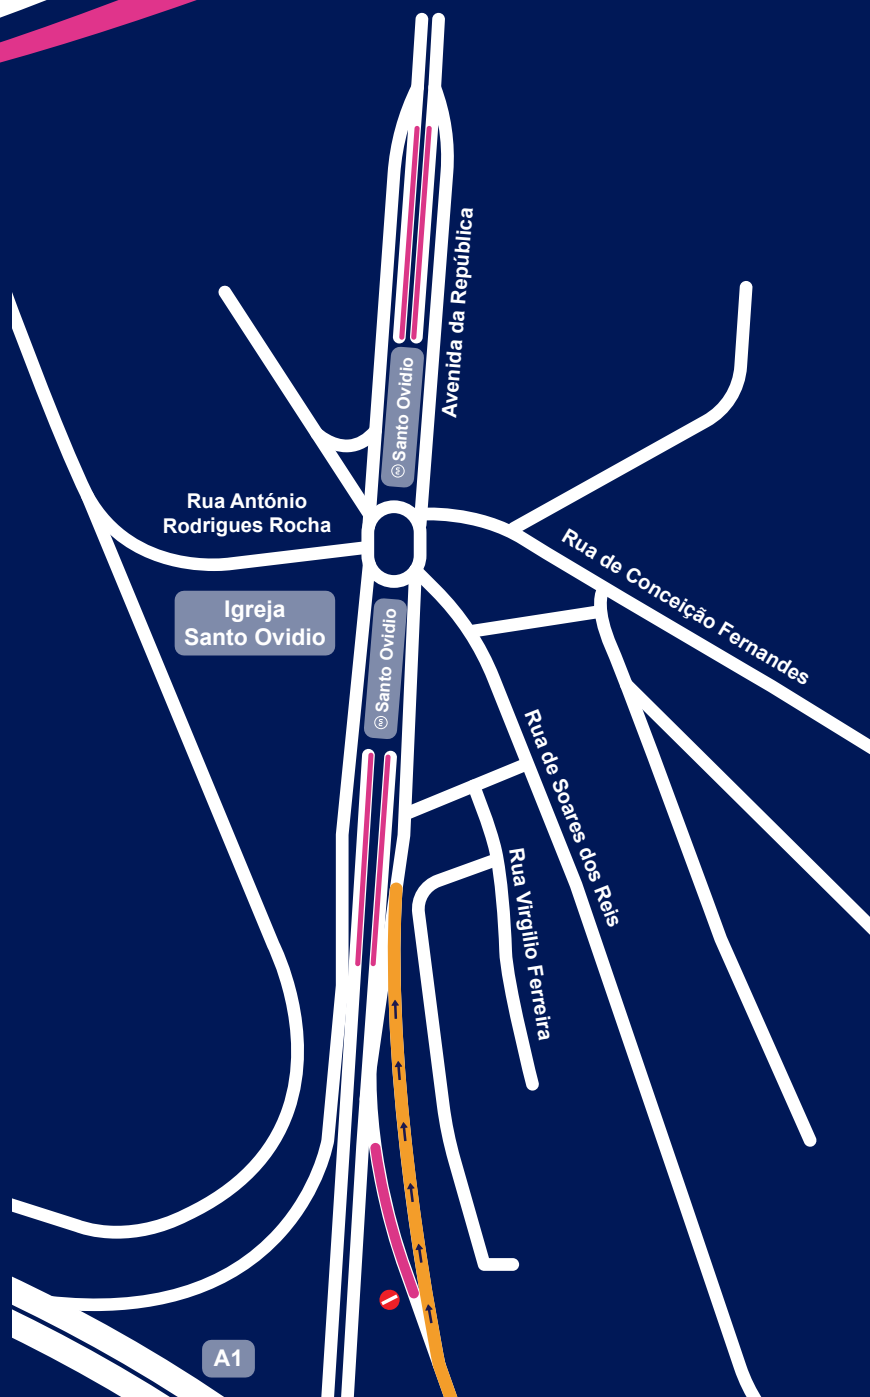 Avenida da República
Santo Ovidio
Rua António
Rodrigues Rocha
Rua de Conceição Fernandes
Igreja
Santo Ovidio
Santo Ovidio
Rua de Soares dos Reis
Rua Virgilio Ferreira
A1